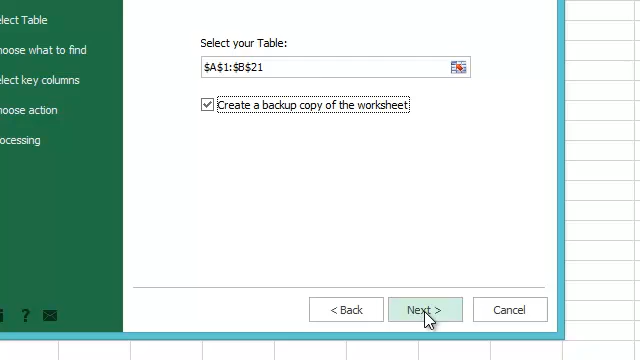 elect Table
Select your Table:
hoose what to find
$A$1:$B$21
elect key columns
Create a backup copy of the worksheet
hoose action
ocessing
?
< Back
Next >
Cancel